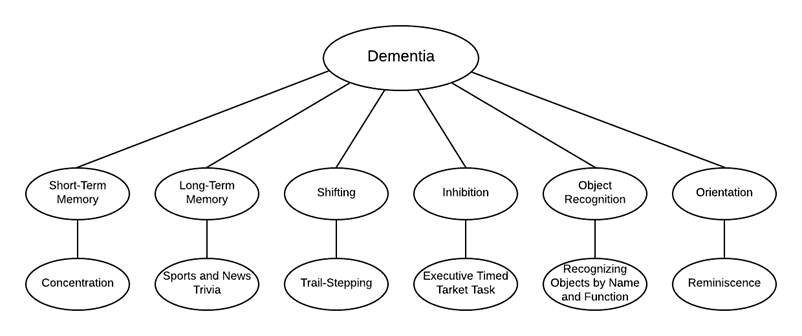 Dementia
Short-Term
Memory
Long-Term
Memory
Shifting
Inhibition
Object
Recognition
Orientation
Concentration
Sports and News
Trivia
Trail-Stepping
Executive Timed
Tarket Task
Recognizing
Objects by Name
and Function
Reminiscence